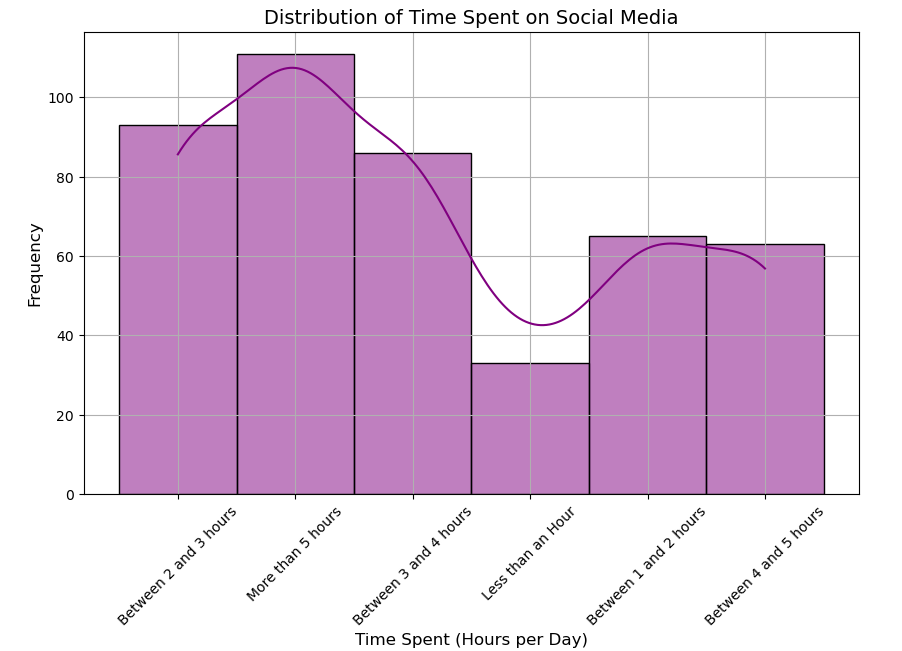 Distribution of Time Spent on Social Media
Frequency
100
80
60
40
20
0
Between 2 and 3 hours
More than 5 hours
Between 3 and 4 hours
Less than an Hour
Between 1 and 2 hours
Between 4 and 5 hours
Time Spent (Hours per Day)